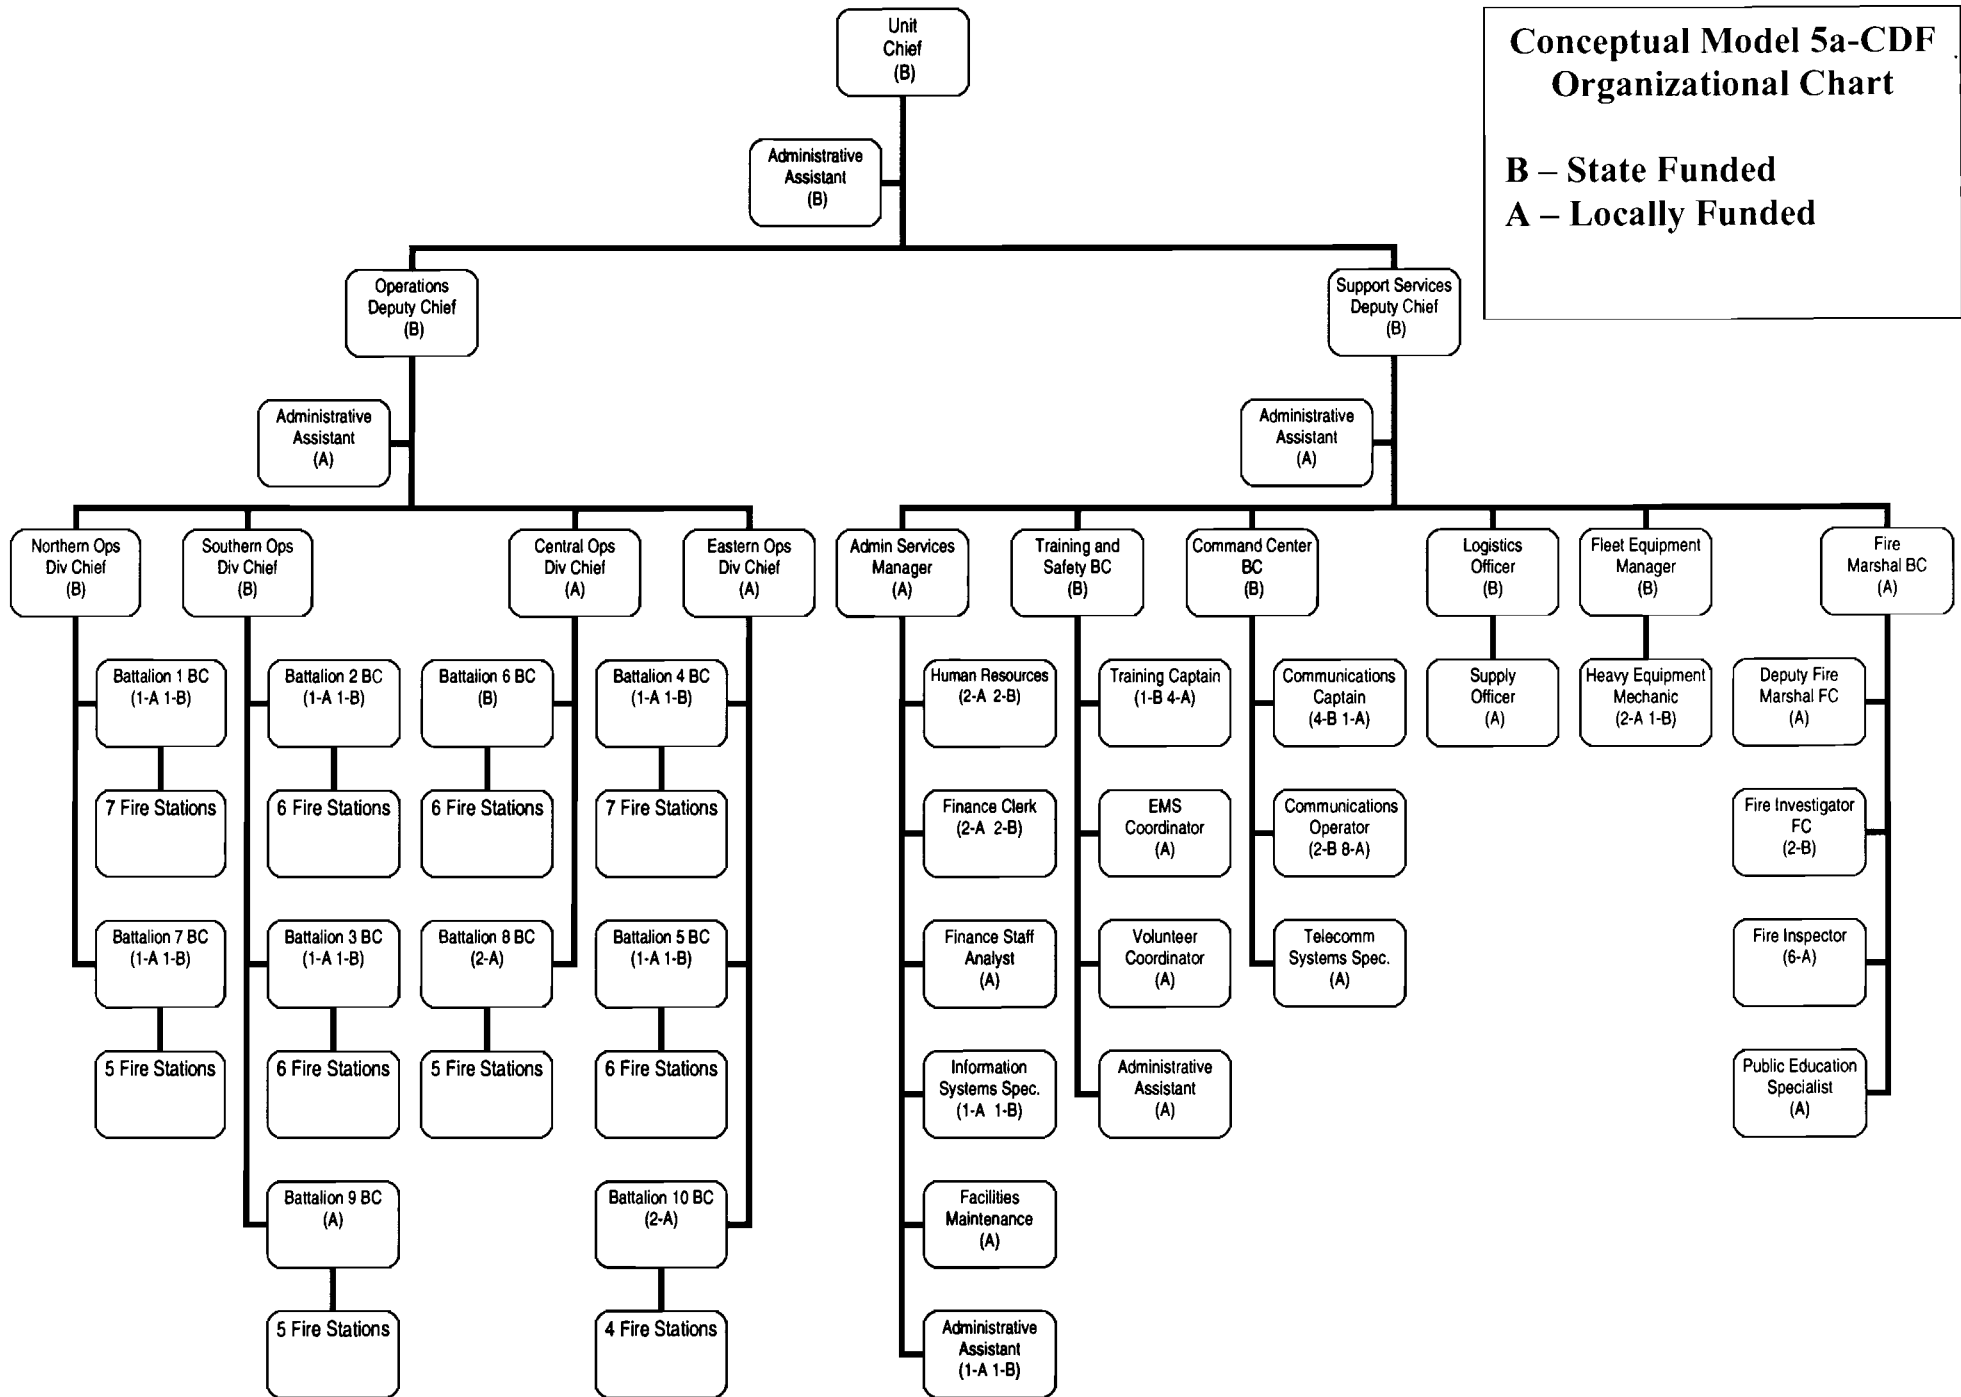 Unit
Chief
(B)
Conceptual Model 5a-CDF
Organizational Chart
B – State Funded
A – Locally Funded
Administrative
Assistant
(B)
Operations
Deputy Chief
(B)
Support Services
Deputy Chief
(B)
Administrative
Assistant
(A)
Administrative
Assistant
(A)
Northern Ops
Div Chief
(B)
Southern Ops
Div Chief
(B)
Central Ops
Div Chief
(A)
Eastern Ops
Div Chief
(A)
Admin Services
Manager
(A)
Training and
Safety BC
(B)
Command Center
BC
(B)
Logistics
Officer
(B)
Fleet Equipment
Manager
(B)
Fire
Marshal BC
(A)
Battalion 1 BC
(1-A 1-B)
Battalion 2 BC
(1-A 1-B)
Battalion 6 BC
(B)
Battalion 4 BC
(1-A 1-B)
Human Resources
(2-A 2-B)
Training Captain
(1-B 4-A)
Communications
Captain
(4-B 1-A)
Supply
Officer
(A)
Heavy Equipment
Mechanic
(2-A 1-B)
Deputy Fire
Marshal FC
(A)
7 Fire Stations
6 Fire Stations
6 Fire Stations
7 Fire Stations
Finance Clerk
(2-A 2-B)
EMS
Coordinator
(A)
Communications
Operator
(2-B 8-A)
Fire Investigator
FC
(2-B)
Battalion 7 BC
(1-A 1-B)
Battalion 3 BC
(1-A 1-B)
Battalion 8 BC
(2-A)
Battalion 5 BC
(1-A 1-B)
Finance Staff
Analyst
(A)
Volunteer
Coordinator
(A)
Telecomm
Systems Spec.
(A)
Fire Inspector
(6-A)
5 Fire Stations
6 Fire Stations
5 Fire Stations
6 Fire Stations
Information
Systems Spec.
(1-A 1-B)
Administrative
Assistant
(A)
Public Education
Specialist
(A)
Battalion 9 BC
(A)
Battalion 10 BC
(2-A)
Facilities
Maintenance
(A)
5 Fire Stations
4 Fire Stations
Administrative
Assistant
(1-A 1-B)